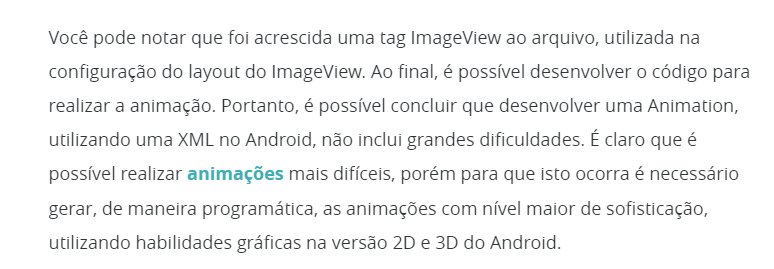 Você pode notar que foi acrescida uma tag ImageView ao arquivo, utilizada na
configuração do layout do ImageView. Ao final, é possível desenvolver o código para
realizar a animação. Portanto, é possível concluir que desenvolver uma Animation,
utilizando uma XML no Android, não inclui grandes dificuldades. É claro que é
possível realizar animações mais difíceis, porém para que isto ocorra é necessário
gerar, de maneira programática, as animações com nível maior de sofisticação,
utilizando habilidades gráficas na versão 2D e 3D do Android.